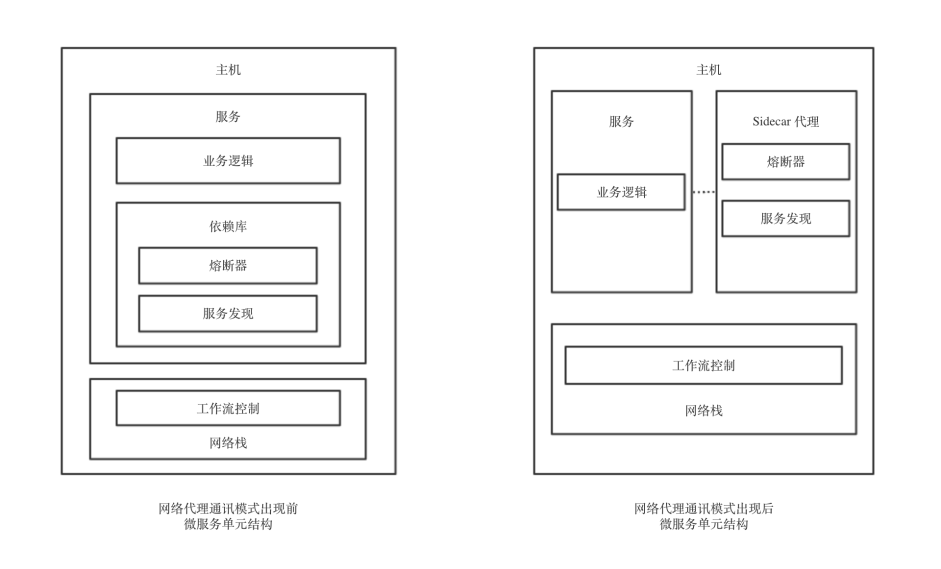 主机
服务
业务逻辑
依赖库
熔断器
服务发现
工作流控制
网络栈
网络代理通讯模式出现前
微服务单元结构
主机
服务
业务逻辑
Sidecar 代理
熔断器
服务发现
工作流控制
网络栈
网络代理通讯模式出现后
微服务单元结构